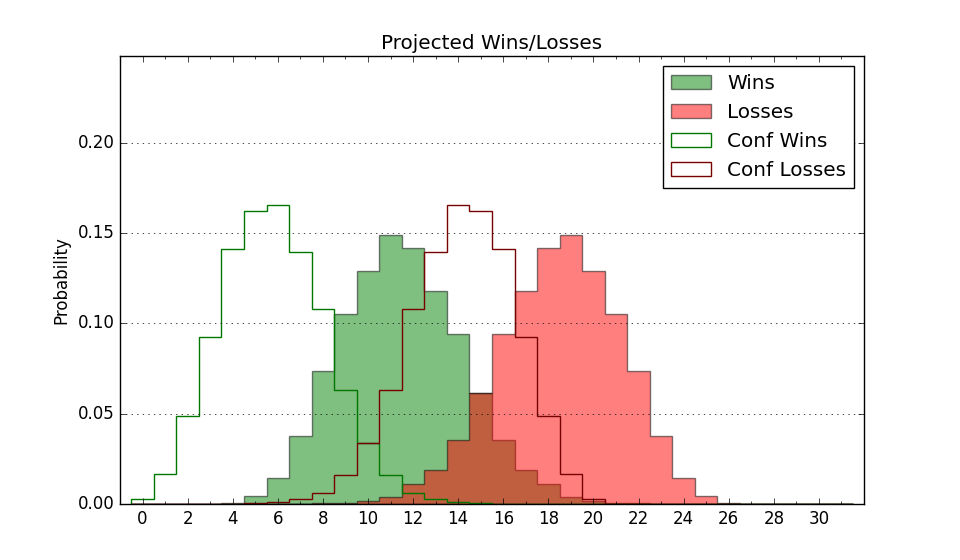 Projected Wins/Losses
Wins
Losses
Conf Wins
Conf Losses
Probability
0.20
0.15
0.10
0.05
0.00
0 2 4 6 8 10 12 14 16 18 20 22 24 26 28 30